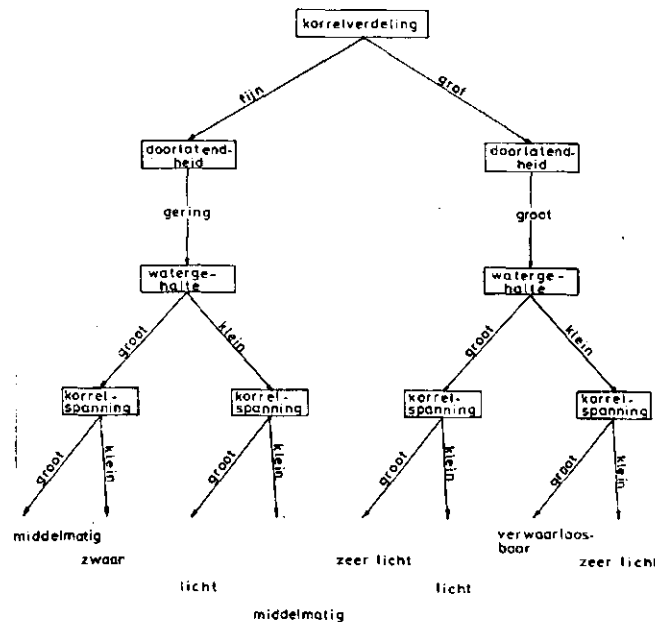 korrelverdeling
fijn
grof
doorlatend-
heid
doorlatend-
heid
gering
groot
waterge-
halte
waterge-
halte
groot
klein
groot
klein
korrel-
spanning
korrel-
spanning
korrel-
spanning
korrel-
spanning
groot
klein
groot
klein
groot
klein
groot
klein
middelmatig
zwaar
licht
middelmatig
zeer licht
licht
verwaarloos-
baar
zeer licht